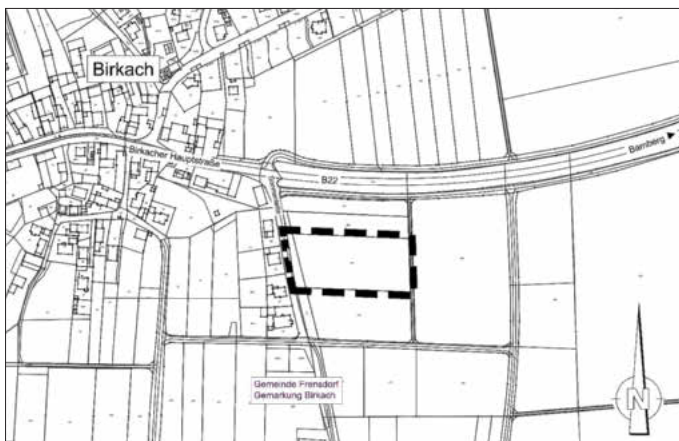 Birkach
Birkacher Hauptstraße
B22
Bamberg
Gemeinde Frensdorf
Gemarkung Birkach
N